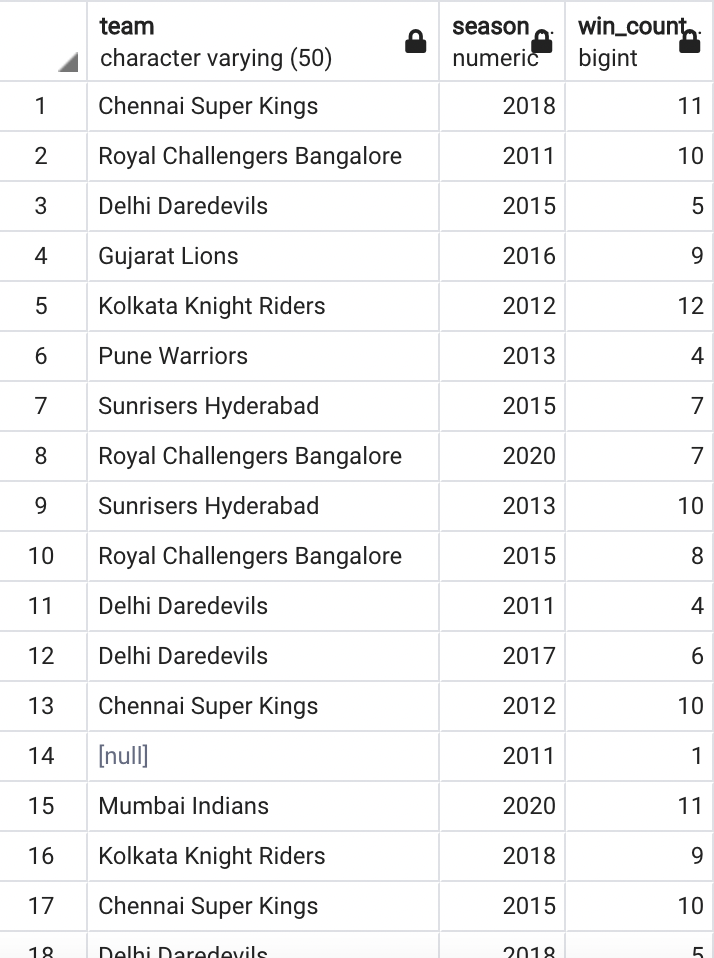 team season win_count
character varying (50) numeric bigint
1 Chennai Super Kings 2018 11
2 Royal Challengers Bangalore 2011 10
3 Delhi Daredevils 2015 5
4 Gujarat Lions 2016 9
5 Kolkata Knight Riders 2012 12
6 Pune Warriors 2013 4
7 Sunrisers Hyderabad 2015 7
8 Royal Challengers Bangalore 2020 7
9 Sunrisers Hyderabad 2013 10
10 Royal Challengers Bangalore 2015 8
11 Delhi Daredevils 2011 4
12 Delhi Daredevils 2017 6
13 Chennai Super Kings 2012 10
14 [null] 2011 1
15 Mumbai Indians 2020 11
16 Kolkata Knight Riders 2018 9
17 Chennai Super Kings 2015 10
18 Delhi Daredevils 2018 5